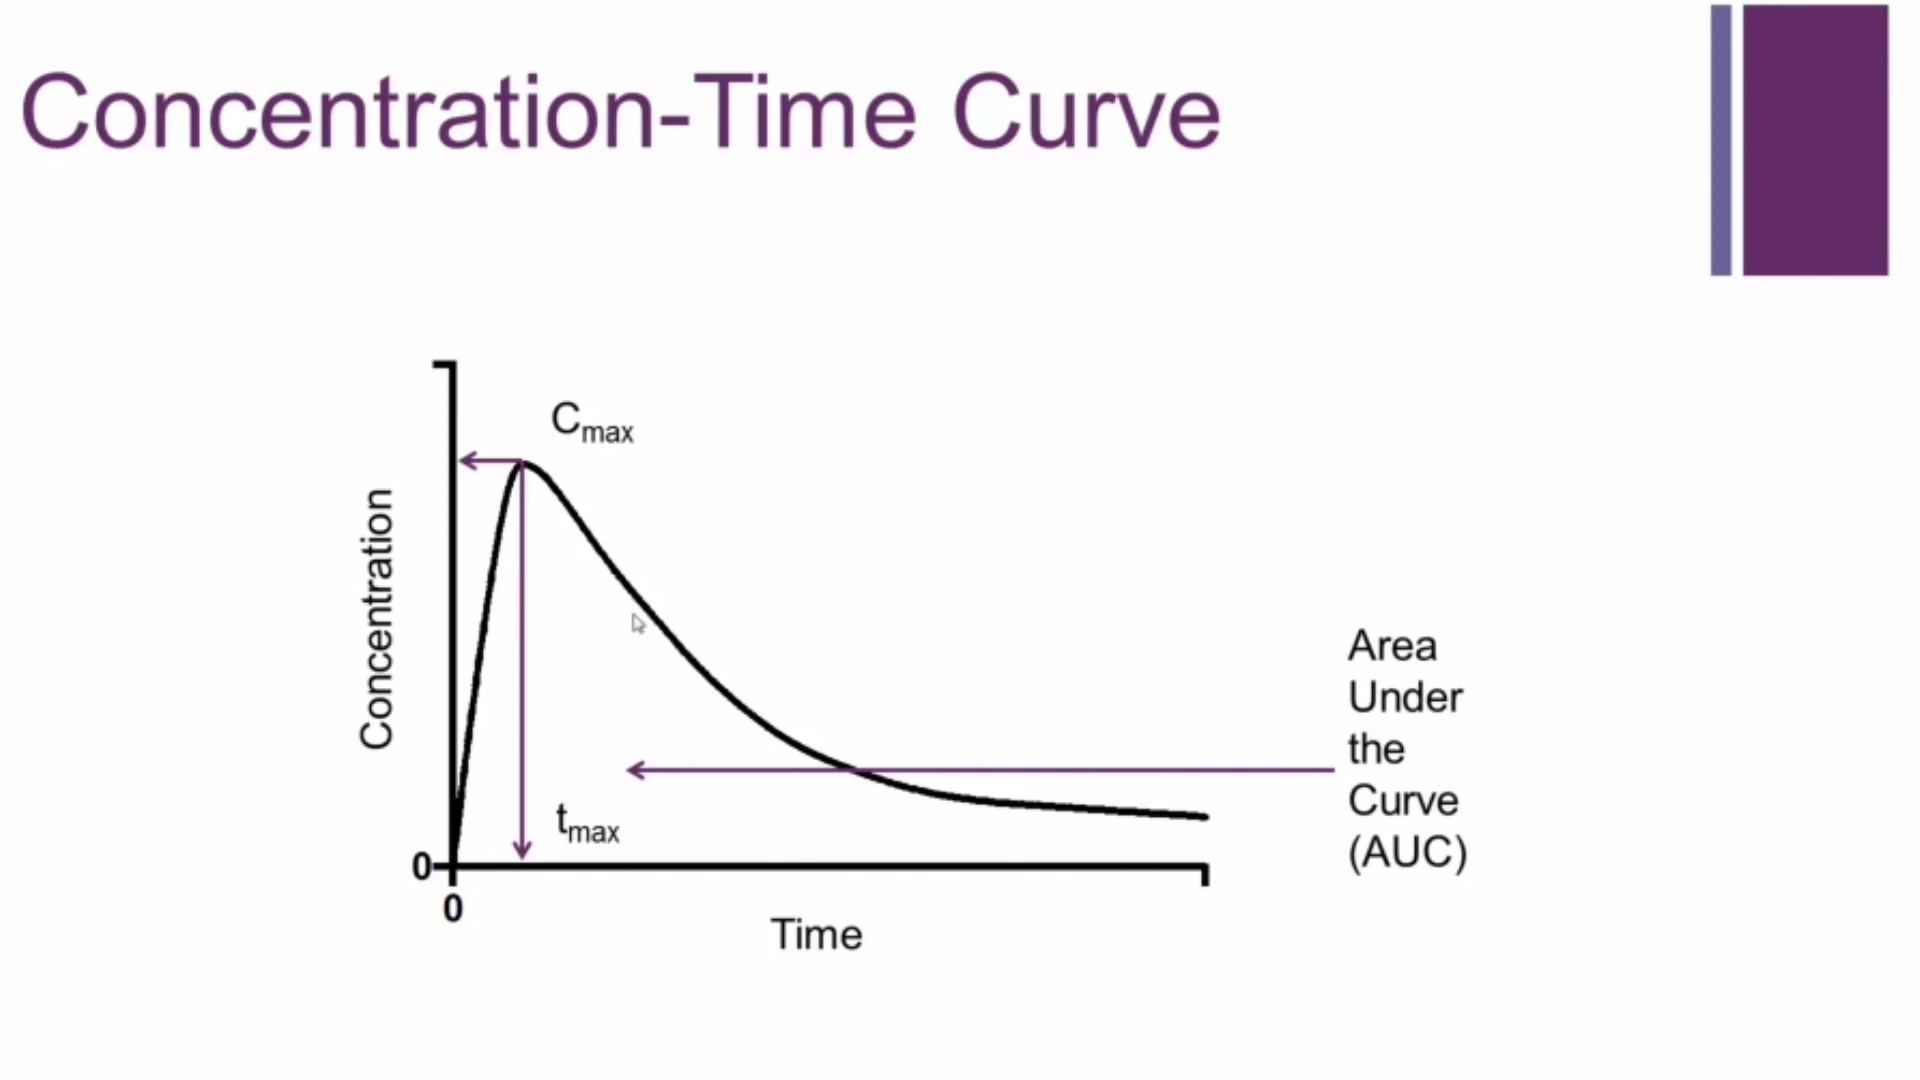 Concentration-Time Curve
Cmax
Concentration
Area
Under
the
Curve
(AUC)
tmax
0
0
Time